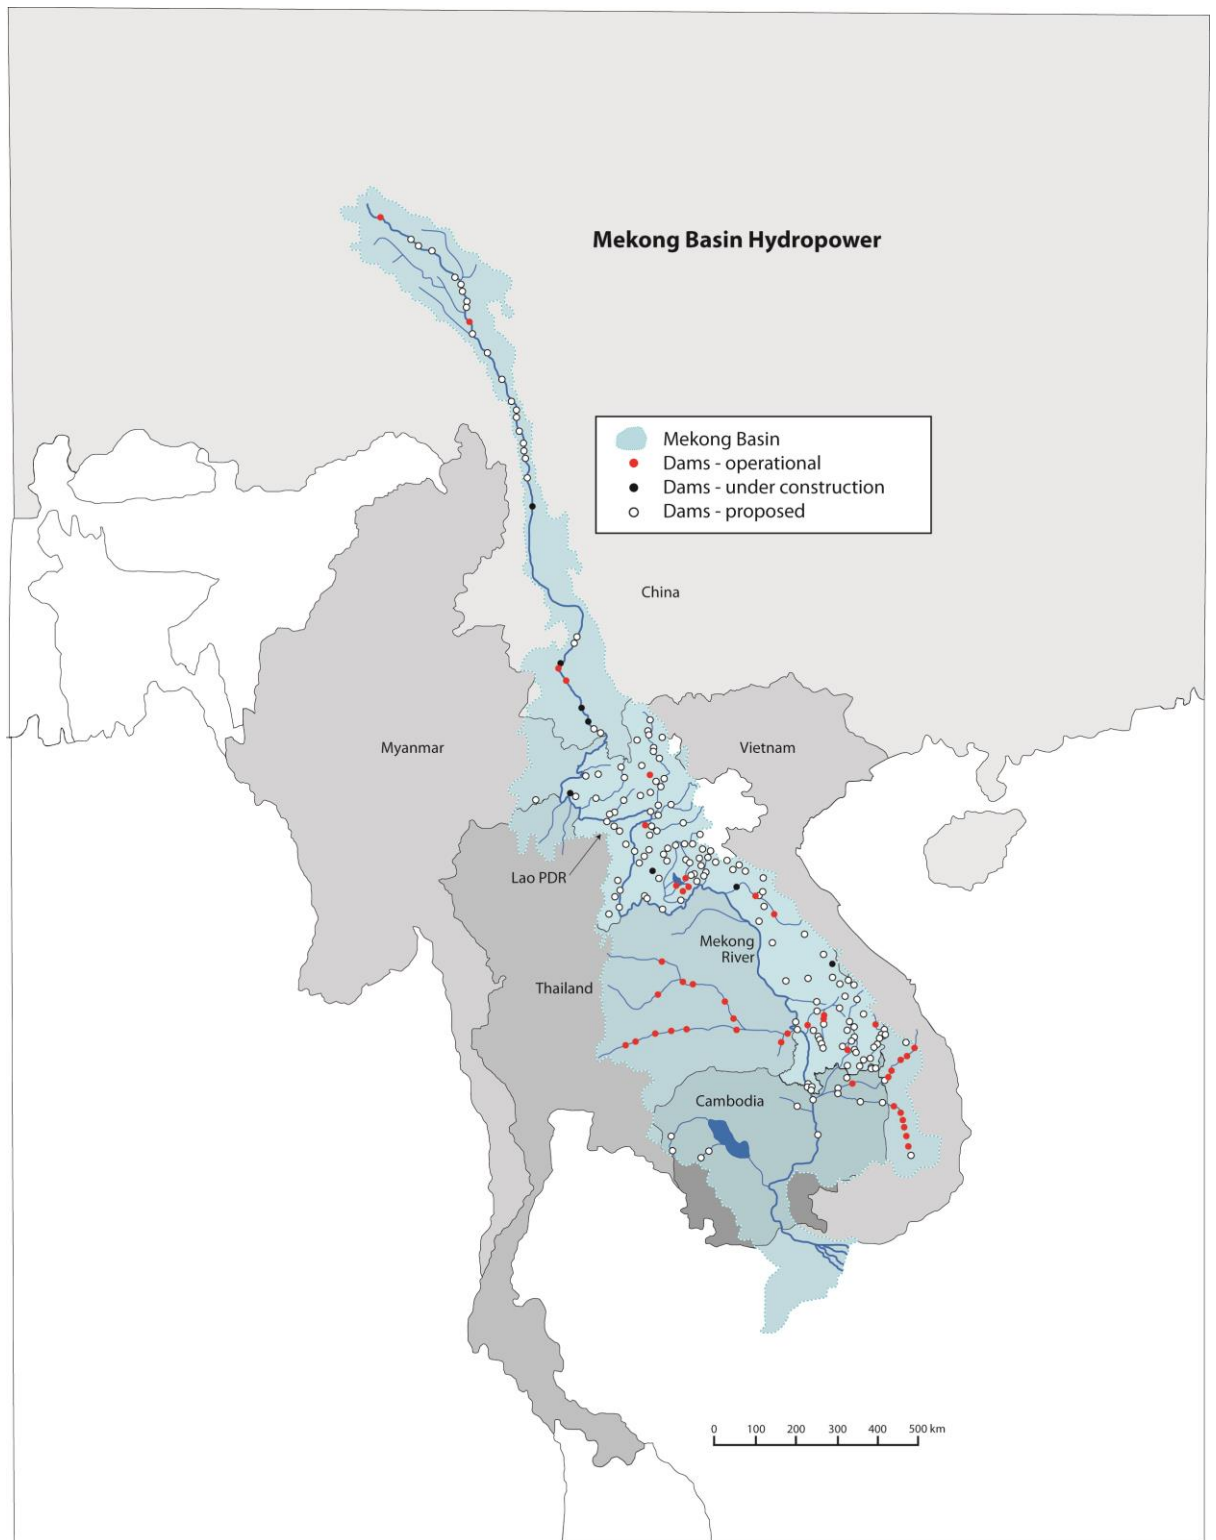 Mekong Basin Hydropower
Mekong Basin
Dams - operational
Dams - under construction
Dams - proposed
China
Myanmar
Vietnam
Lao PDR
Mekong
River
Thailand
Cambodia
0 100 200 300 400 500 km